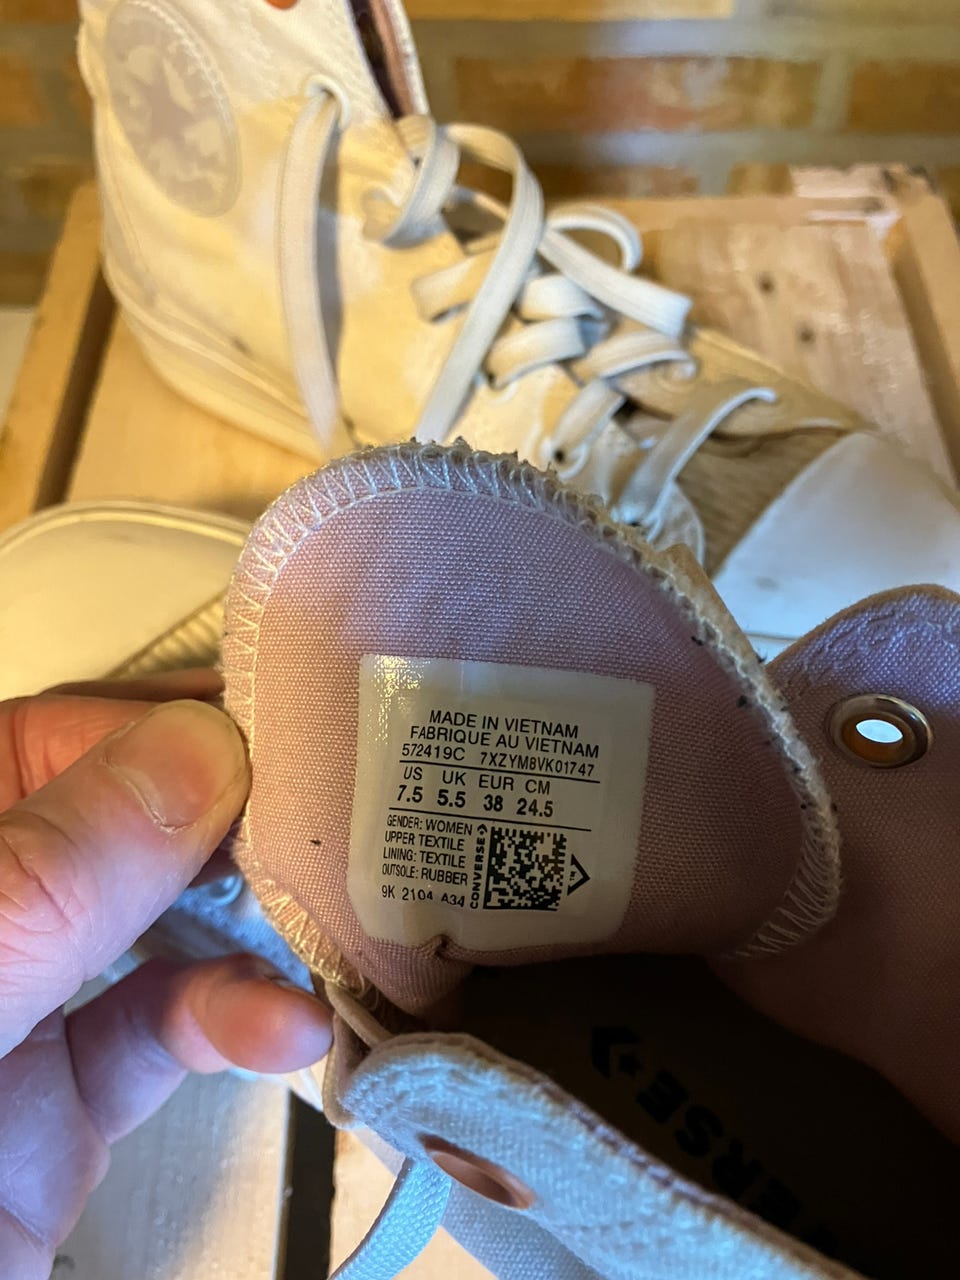 MADE IN VIETNAM
FABRIQUE AU VIETNAM
572419C 7XZYM8VK01747
US UK EUR CM
7.5 5.5 38 24.5
GENDER: WOMEN
UPPER TEXTILE
LINING: TEXTILE
OUTSOLE: RUBBER
9K 2104 A34
CONVERSE
VERSE